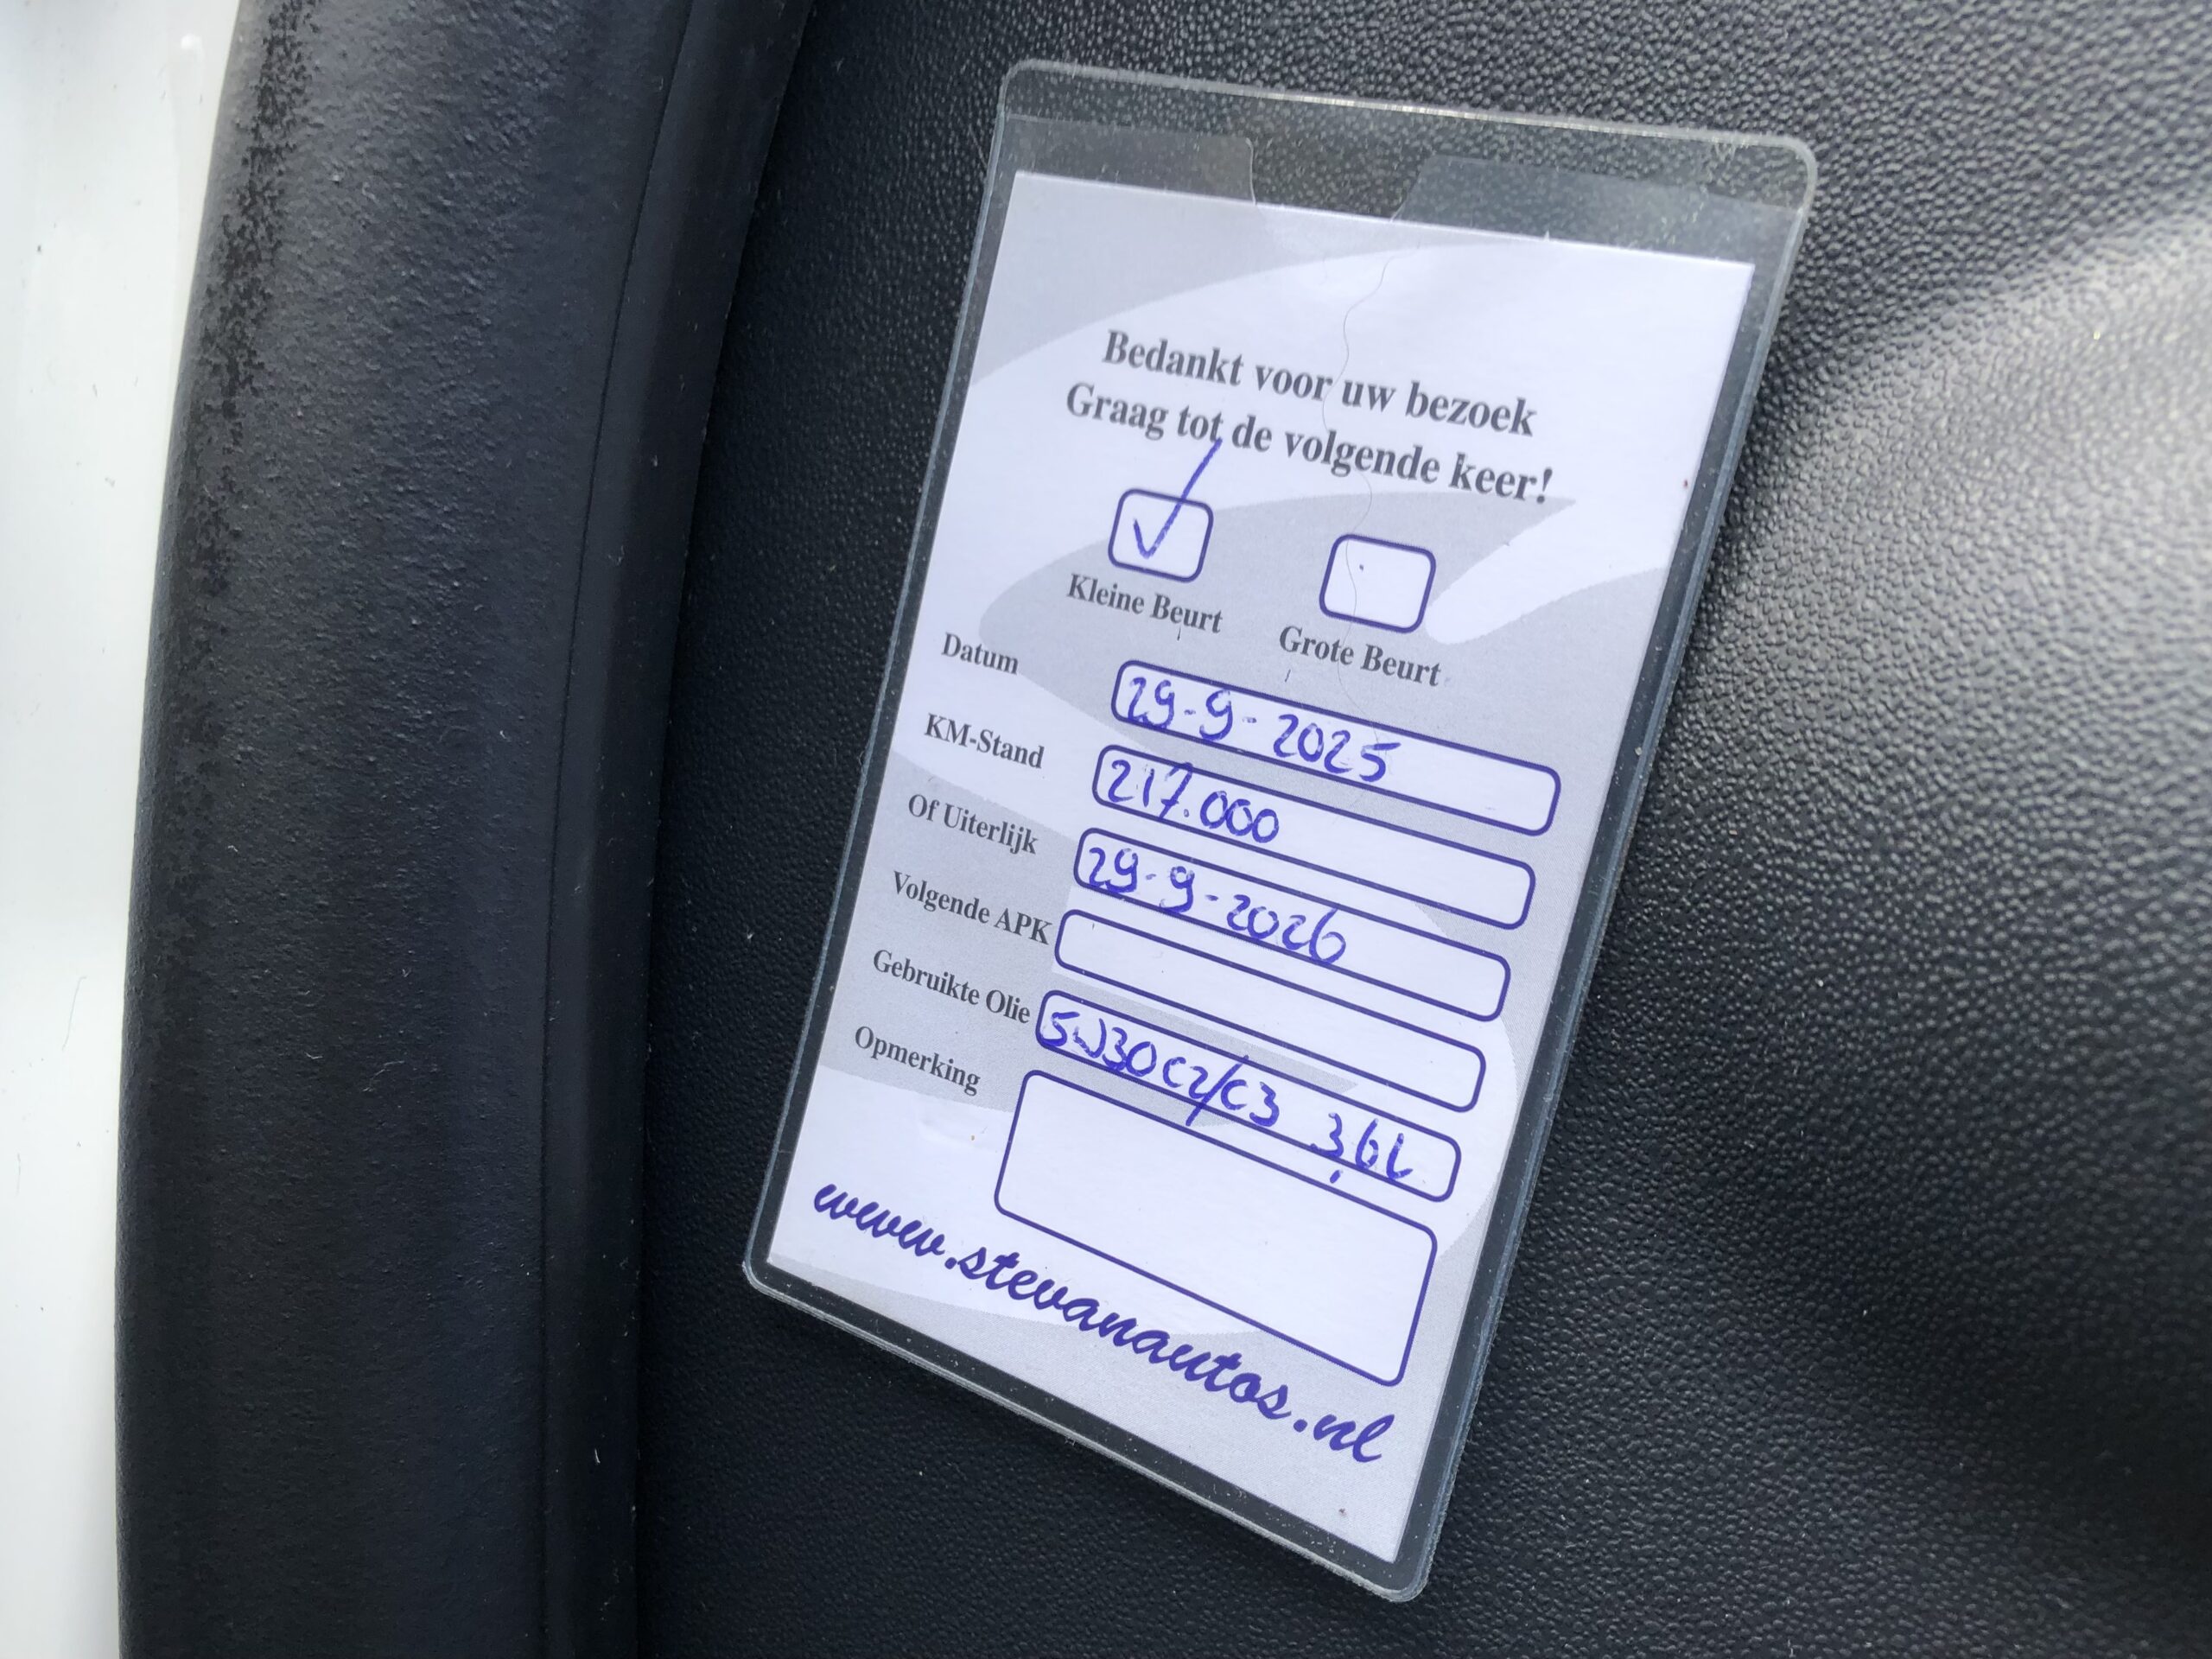 Bedankt voor uw bezoek
Graag tot de volgende keer!
Kleine Beurt Grote Beurt
Datum 29-9-2025
KM-Stand 217.000
Of Uiterlijk 29-9-2026
Volgende APK
Gebruikte Olie 5W30 C2/C3 3,6L
Opmerking
www.stevanautos.nl